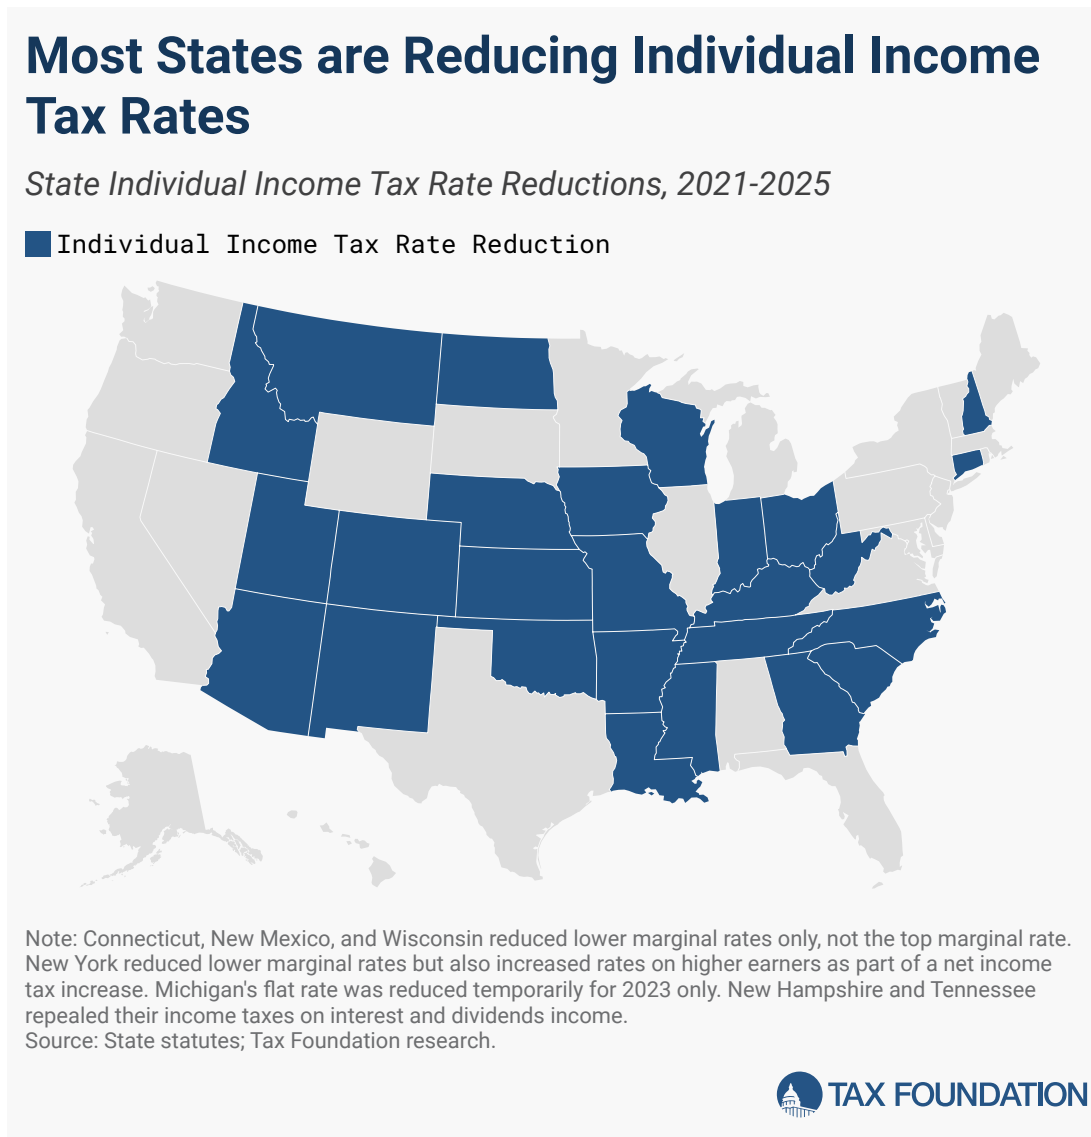 Most States are Reducing Individual Income
Tax Rates
State Individual Income Tax Rate Reductions, 2021-2025
Individual Income Tax Rate Reduction
Note: Connecticut, New Mexico, and Wisconsin reduced lower marginal rates only, not the top marginal rate.
New York reduced lower marginal rates but also increased rates on higher earners as part of a net income
tax increase. Michigan's flat rate was reduced temporarily for 2023 only. New Hampshire and Tennessee
repealed their income taxes on interest and dividends income.
Source: State statutes; Tax Foundation research.
TAX FOUNDATION